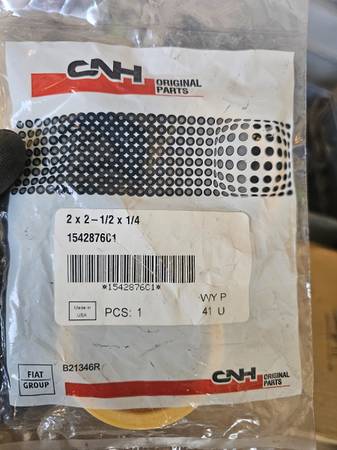 CNH ORIGINAL
PARTS
2 x 2-1/2 x 1/4
1542876C1
*1542876C1*
Made in
USA
PCS: 1
WY P
41 U
FIAT
GROUP
B21346R
CNH ORIGINAL
PARTS